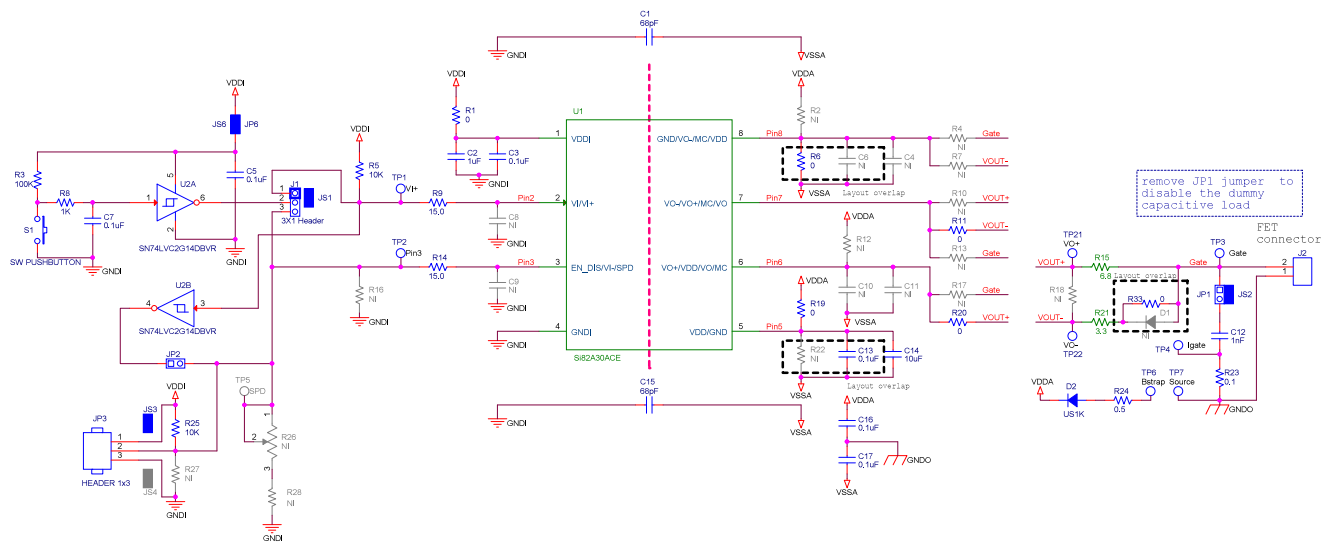 C1
68pF
GNDI
VSSA
VDDI
JS6
JP6
R3
100K
R8
1K
S1
SW PUSHBUTTON
C7
0.1uF
GNDI
U2A
5
1
6
2
SN74LVC2G14DBVR
C5
0.1uF
GNDI
J1
1
2
3
JS1
3X1 Header
VDDI
R5
10K
TP1
VI+
R9
15.0
Pin2
C8
NI
GNDI
TP2
Pin3
R14
15.0
Pin3
C9
NI
GNDI
R16
NI
GNDI
VDDI
R1
0
C2
1uF
C3
0.1uF
GNDI
U1
1
VDDI
2
VI/VI+
3
EN_DIS/VI-/SPD
4
GNDI
GNDI
Si82A30ACE
GND/VO-/MC/VDD
8
VO-/VO+/MC/VO
7
VO+/VDD/VO/MC
6
VDD/GND
5
VDDA
R2
NI
Pin8
R6
0
C6
NI
C4
NI
VSSA
Layout overlap
R4
NI
Gate
R7
NI
VOUT-
Pin7
R10
NI
VOUT+
R11
0
VOUT-
R13
NI
Gate
VDDA
R12
NI
Pin6
C10
NI
C11
NI
VSSA
R17
NI
Gate
R20
0
VOUT+
VDDA
R19
0
Pin5
R22
NI
C13
0.1uF
C14
10uF
Layout overlap
VSSA
C15
68pF
GNDI
VSSA
VDDA
C16
0.1uF
C17
0.1uF
GNDO
VSSA
remove JP1 jumper to
disable the dummy
capacitive load
FET
connector
J2
2
1
TP21
VO+
VOUT+
R15
6.8
Layout overlap
R18
NI
R33
0
D1
NI
VOUT-
R21
3.3
VO-
TP22
TP3
Gate
JP1
JS2
C12
1nF
TP4
Igate
R23
0.1
GNDO
VDDA
D2
US1K
R24
0.5
TP6
Bstrap
TP7
Source
U2B
4
3
SN74LVC2G14DBVR
JP2
JP3
1
2
3
HEADER 1x3
JS3
JS4
VDDI
R25
10K
R27
NI
GNDI
TP5
SPD
1
2
3
R26
NI
R28
NI
GNDI